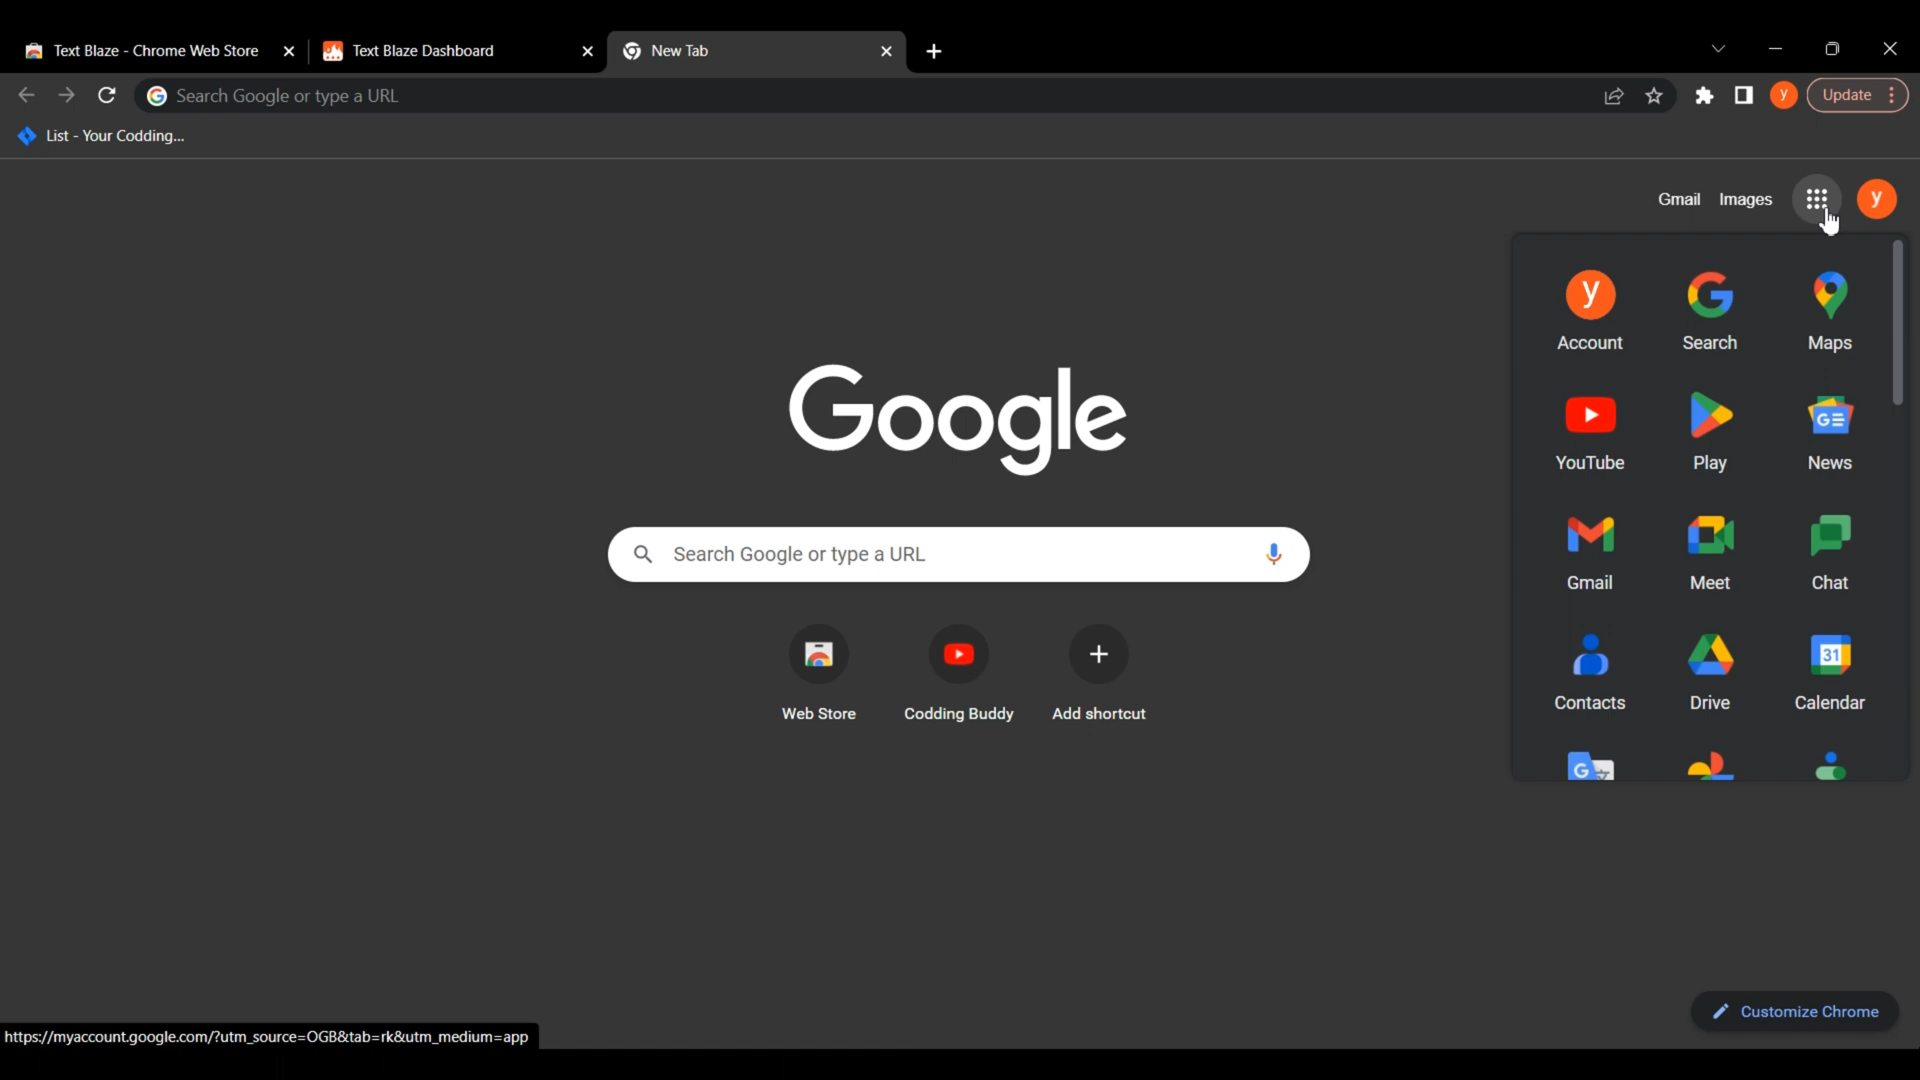 Text Blaze - Chrome Web Store
Text Blaze Dashboard
New Tab
Search Google or type a URL
y
Update
List - Your Codding...
Gmail
Images
y
y
Account
Search
Maps
Google
YouTube
Play
GE
News
Search Google or type a URL
Gmail
Meet
Chat
31
Contacts
Drive
Calendar
Web Store
Codding Buddy
Add shortcut
G
Customize Chrome
https://myaccount.google.com/?utm_source=OGB&tab=rk&utm_medium=app